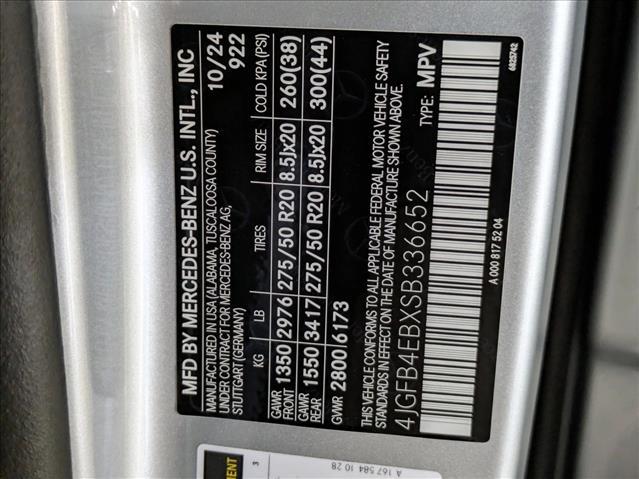 MFD BY MERCEDES-BENZ U.S. INTL., INC
MANUFACTURED IN USA (ALABAMA, TUSCALOOSA COUNTY) 10/24
UNDER CONTRACT FOR MERCEDES-BENZ AG, 922
STUTTGART (GERMANY)
KG LB TIRES RIM SIZE COLD KPA(PSI)
GAWR FRONT 1350 2976 275/50 R20 8.5Jx20 260(38)
GAWR REAR 1550 3417 275/50 R20 8.5Jx20 300(44)
GVWR 2800 6173
THIS VEHICLE CONFORMS TO ALL APPLICABLE FEDERAL MOTOR VEHICLE SAFETY
STANDARDS IN EFFECT ON THE DATE OF MANUFACTURE SHOWN ABOVE.
4JGFB4EBXSB336652 TYPE: MPV
A 000 817 52 04
6825742
A 167 584 10 28
3